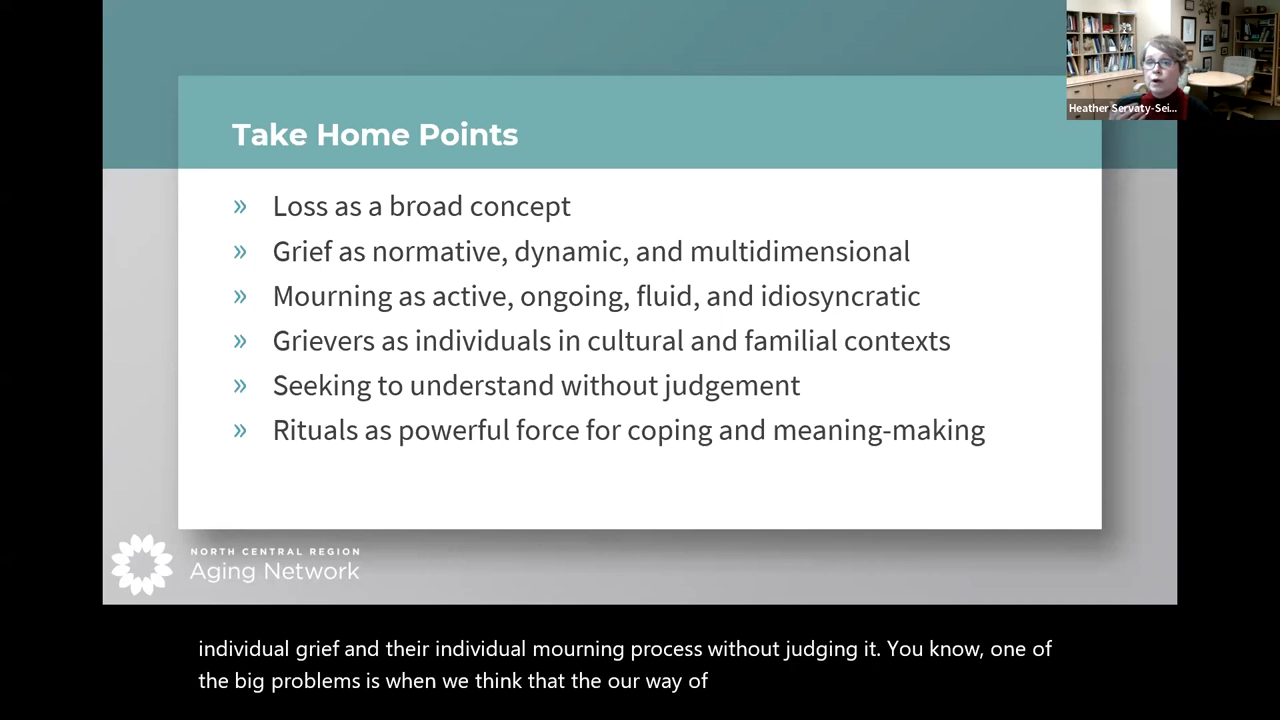 Heather Servaty-Sei...
Take Home Points
» Loss as a broad concept
» Grief as normative, dynamic, and multidimensional
» Mourning as active, ongoing, fluid, and idiosyncratic
» Grievers as individuals in cultural and familial contexts
» Seeking to understand without judgement
» Rituals as powerful force for coping and meaning-making
NORTH CENTRAL REGION
Aging Network
individual grief and their individual mourning process without judging it. You know, one of
the big problems is when we think that the our way of